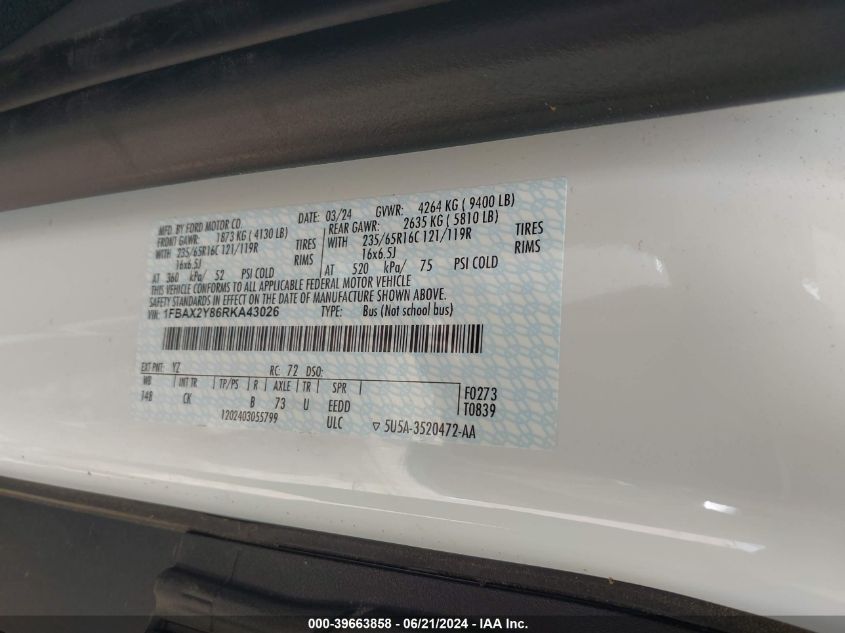 MFD. BY FORD MOTOR CO.
DATE: 03/24 GVWR: 4264 KG ( 9400 LB)
FRONT GAWR: 1873 KG ( 4130 LB) REAR GAWR: 2635 KG ( 5810 LB)
WITH 235/65R16C 121/119R TIRES WITH 235/65R16C 121/119R TIRES
16x6.5J RIMS 16x6.5J RIMS
AT 360 kPa/ 52 PSI COLD AT 520 kPa/ 75 PSI COLD
THIS VEHICLE CONFORMS TO ALL APPLICABLE FEDERAL MOTOR VEHICLE
SAFETY STANDARDS IN EFFECT ON THE DATE OF MANUFACTURE SHOWN ABOVE.
VIN: 1FBAX2Y86RKA43026 TYPE: Bus (Not school bus)
EXT PNT: YZ RC: 72 DSO:
WB INT TR TP/PS R AXLE TR SPR F0273
148 CK B 73 U EEDD T0839
1202403055799 ULC ▽ 5U5A-3520472-AA
000-39663858 - 06/21/2024 - IAA Inc.